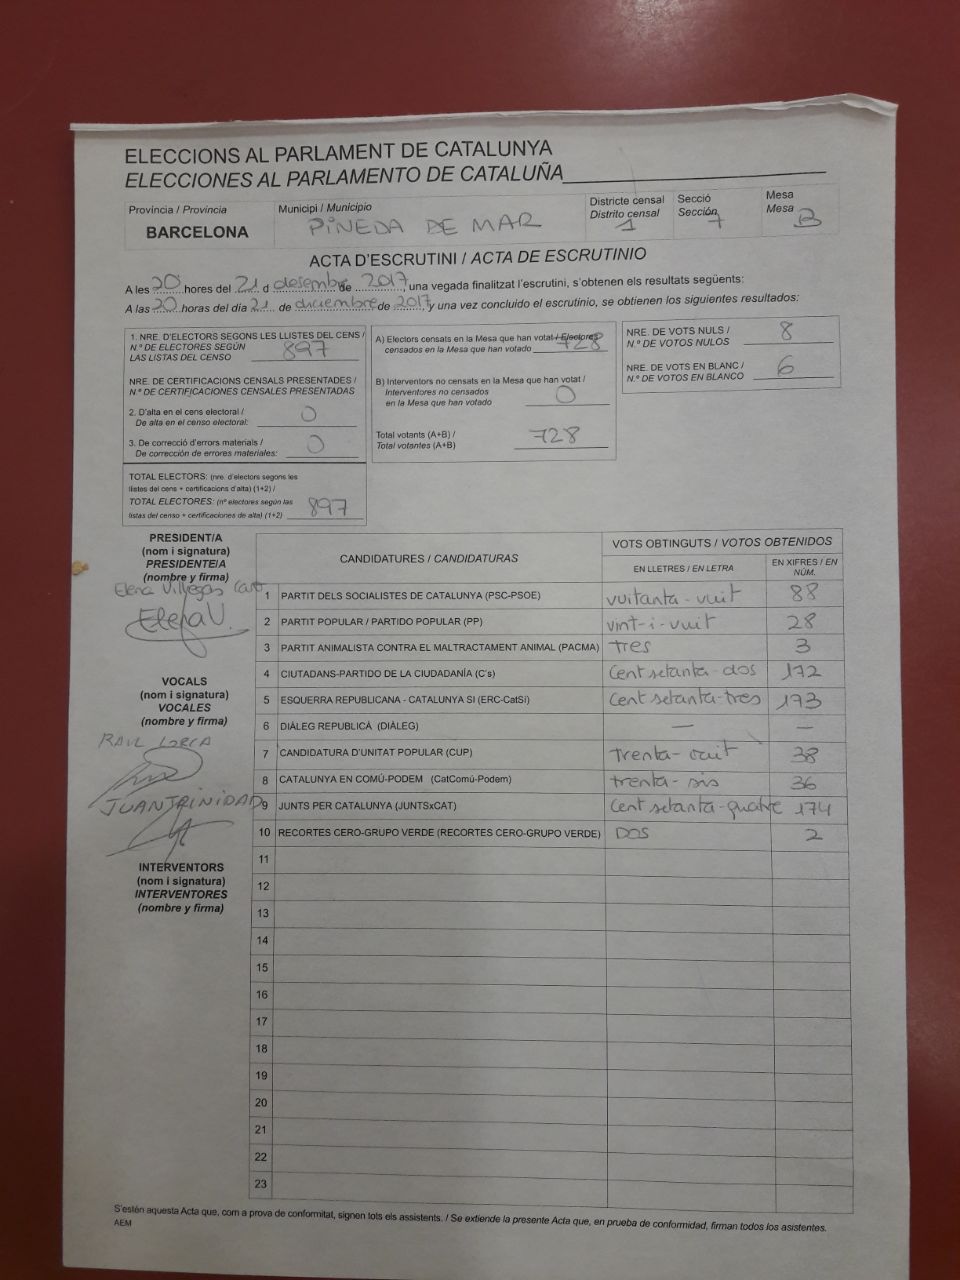 ELECCIONS AL PARLAMENT DE CATALUNYA
ELECCIONES AL PARLAMENTO DE CATALUÑA
Provincia / Provincia
BARCELONA
Municipi / Municipio
PINEDA DE MAR
Districte censal
Distrito censal
1
Secció
Sección
7
Mesa
Mesa
B
ACTA D'ESCRUTINI / ACTA DE ESCRUTINIO
A les 20 hores del 21 d desembre de 2017, una vegada finalitzat l'escrutini, s'obtenen els resultats següents:
A las 20 horas del día 21 de diciembre de 2017, y una vez concluido el escrutinio, se obtienen los siguientes resultados:
1. NRE. D'ELECTORS SEGONS LES LLISTES DEL CENS /
N.º DE ELECTORES SEGÚN
LAS LISTAS DEL CENSO 897
NRE. DE CERTIFICACIONS CENSALS PRESENTADES /
N.º DE CERTIFICACIONES CENSALES PRESENTADAS
2. D'alta en el cens electoral /
De alta en el censo electoral: 0
3. De correcció d'errors materials /
De corrección de errores materiales: 0
TOTAL ELECTORS: (nre. d'electors segons les
llistes del cens + certificacions d'alta) (1+2) /
TOTAL ELECTORES: (nº electores según las
listas del censo + certificaciones de alta) (1+2) 897
A) Electors censats en la Mesa que han votat / Electores
censados en la Mesa que han votado 728
B) Interventors no censats en la Mesa que han votat /
Interventores no censados
en la Mesa que han votado 0
Total votants (A+B) /
Total votantes (A+B) 728
NRE. DE VOTS NULS /
N.º DE VOTOS NULOS 8
NRE. DE VOTS EN BLANC /
N.º DE VOTOS EN BLANCO 6
PRESIDENT/A
(nom i signatura)
PRESIDENTE/A
(nombre y firma)
Elena Villegas
Elena V.
VOCALS
(nom i signatura)
VOCALES
(nombre y firma)
RAUL LORCA
JUAN TRINIDAD
INTERVENTORS
(nom i signatura)
INTERVENTORES
(nombre y firma)
CANDIDATURES / CANDIDATURAS
VOTS OBTINGUTS / VOTOS OBTENIDOS
EN LLETRES / EN LETRA
EN XIFRES / EN NÚM.
1 PARTIT DELS SOCIALISTES DE CATALUNYA (PSC-PSOE) vuitanta-vuit 88
2 PARTIT POPULAR / PARTIDO POPULAR (PP) vint-i-vuit 28
3 PARTIT ANIMALISTA CONTRA EL MALTRACTAMENT ANIMAL (PACMA) tres 3
4 CIUTADANS-PARTIDO DE LA CIUDADANÍA (C's) Cent setanta-dos 172
5 ESQUERRA REPUBLICANA - CATALUNYA SI (ERC-CatSi) Cent setanta-tres 173
6 DIÀLEG REPUBLICÀ (DIÀLEG) — —
7 CANDIDATURA D'UNITAT POPULAR (CUP) trenta-vuit 38
8 CATALUNYA EN COMÚ-PODEM (CatComú-Podem) trenta-sis 36
9 JUNTS PER CATALUNYA (JUNTSxCAT) Cent setanta-quatre 174
10 RECORTES CERO-GRUPO VERDE (RECORTES CERO-GRUPO VERDE) DOS 2
11
12
13
14
15
16
17
18
19
20
21
22
23
S'estén aquesta Acta que, com a prova de conformitat, signen tots els assistents. / Se extiende la presente Acta que, en prueba de conformidad, firman todos los asistentes.
AEM